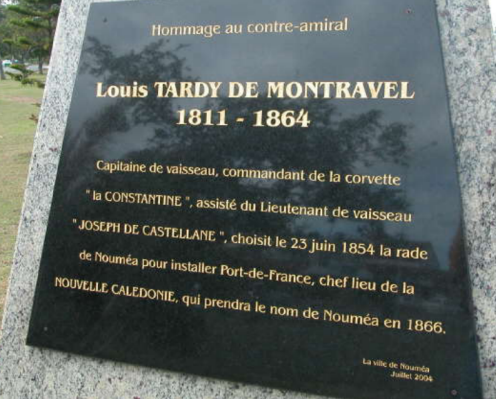 Hommage au contre-amiral
Louis TARDY DE MONTRAVEL
1811 - 1864
Capitaine de vaisseau, commandant de la corvette
" la CONSTANTINE ", assisté du Lieutenant de vaisseau
" JOSEPH DE CASTELLANE ", choisit le 23 juin 1854 la rade
de Nouméa pour installer Port-de-France, chef lieu de la
NOUVELLE CALEDONIE, qui prendra le nom de Nouméa en 1866.
La ville de Nouméa
Juillet 2004